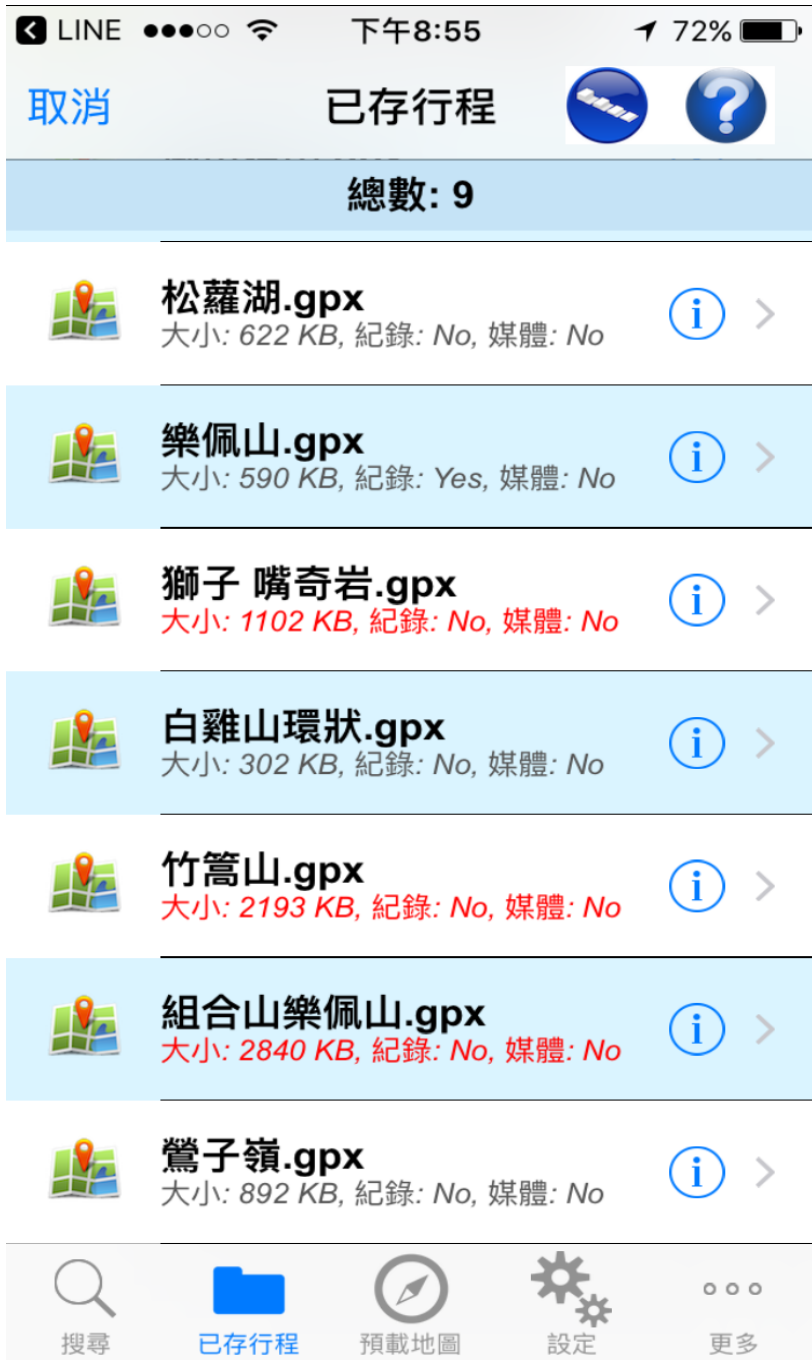 LINE 下午8:55 72%
取消 已存行程
總數: 9
松蘿湖.gpx
大小: 622 KB, 紀錄: No, 媒體: No
樂佩山.gpx
大小: 590 KB, 紀錄: Yes, 媒體: No
獅子 嘴奇岩.gpx
大小: 1102 KB, 紀錄: No, 媒體: No
白雞山環狀.gpx
大小: 302 KB, 紀錄: No, 媒體: No
竹篙山.gpx
大小: 2193 KB, 紀錄: No, 媒體: No
組合山樂佩山.gpx
大小: 2840 KB, 紀錄: No, 媒體: No
鶯子嶺.gpx
大小: 892 KB, 紀錄: No, 媒體: No
搜尋 已存行程 預載地圖 設定 更多